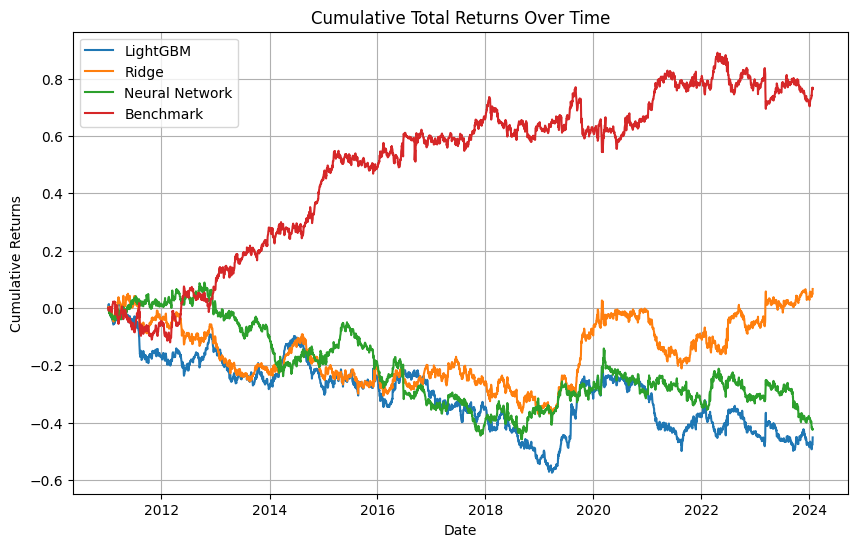 Cumulative Total Returns Over Time
LightGBM
Ridge
Neural Network
Benchmark
Cumulative Returns
0.8
0.6
0.4
0.2
0.0
−0.2
−0.4
−0.6
2012
2014
2016
2018
2020
2022
2024
Date